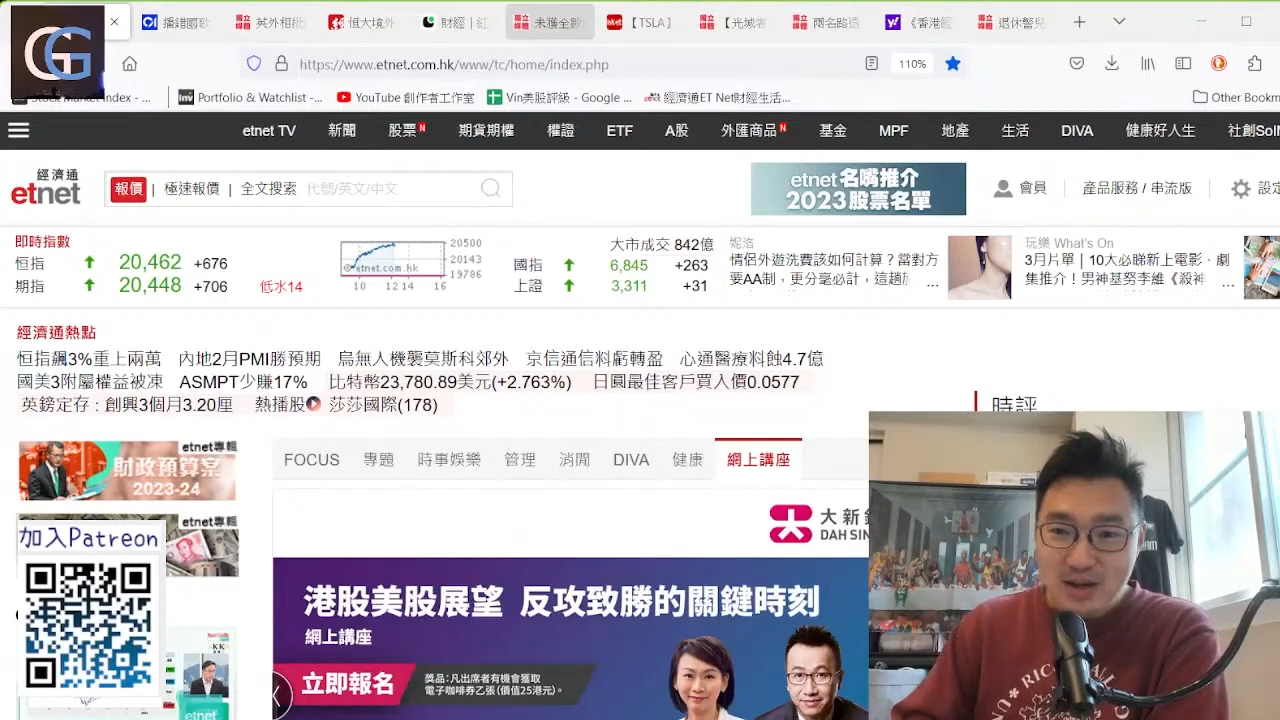 播撻國歌
英外相批
恒大境外
財經 | 
未獲全數
【TSLA】
【光城
兩名臨
《香港經
退休警
https://www.etnet.com.hk/www/tc/home/index.php
110%
Stock Market Index - ...
Portfolio & Watchlist -...
YouTube 創作者工作室
Vin美股評級 - Google ...
經濟通ET Net財經生活...
Other Bookm
etnet TV
新聞
股票N
期貨期權
權證
ETF
A股
外匯商品N
基金
MPF
地產
生活
DIVA
健康好人生
社創Sol
經濟通
etnet
報價 | 極速報價 | 全文搜索 代號/英文/中文
etnet名嘴推介
2023股票名單
會員
產品服務 / 串流版
設定
即時指數
恒指 20,462 +676
期指 20,448 +706 低水14
etnet.com.hk
20500
20143
19786
10 12 14 16
大市成交 842億
國指 6,845 +263
上證 3,311 +31
妮洛
情侶外遊洗費該如何計算？當對方
要AA制，更分毫必計，這趟 ...
玩樂 What's On
3月片單 | 10大必睇新上電影、劇
集推介！男神基努李維《殺神 ...
經濟通熱點
恒指飆3%重上兩萬 內地2月PMI勝預期 烏無人機襲莫斯科郊外 京信通信料虧轉盈 心通醫療料蝕4.7億
國美3附屬權益被凍 ASMPT少賺17% 比特幣23,780.89美元(+2.763%) 日圓最佳客戶買入價0.0577
英鎊定存：創興3個月3.20厘 熱播股 莎莎國際(178)
時評
etnet專輯
財政預算案
2023-24
etnet專輯
加入Patreon
FOCUS
專題
時事娛樂
管理
消閒
DIVA
健康
網上講座
大新
DAH SIN
港股美股展望 反攻致勝的關鍵時刻
網上講座
立即報名
獎品：凡出席者有機會獲取
電子咖啡券乙張 (價值25港元)。
etnet